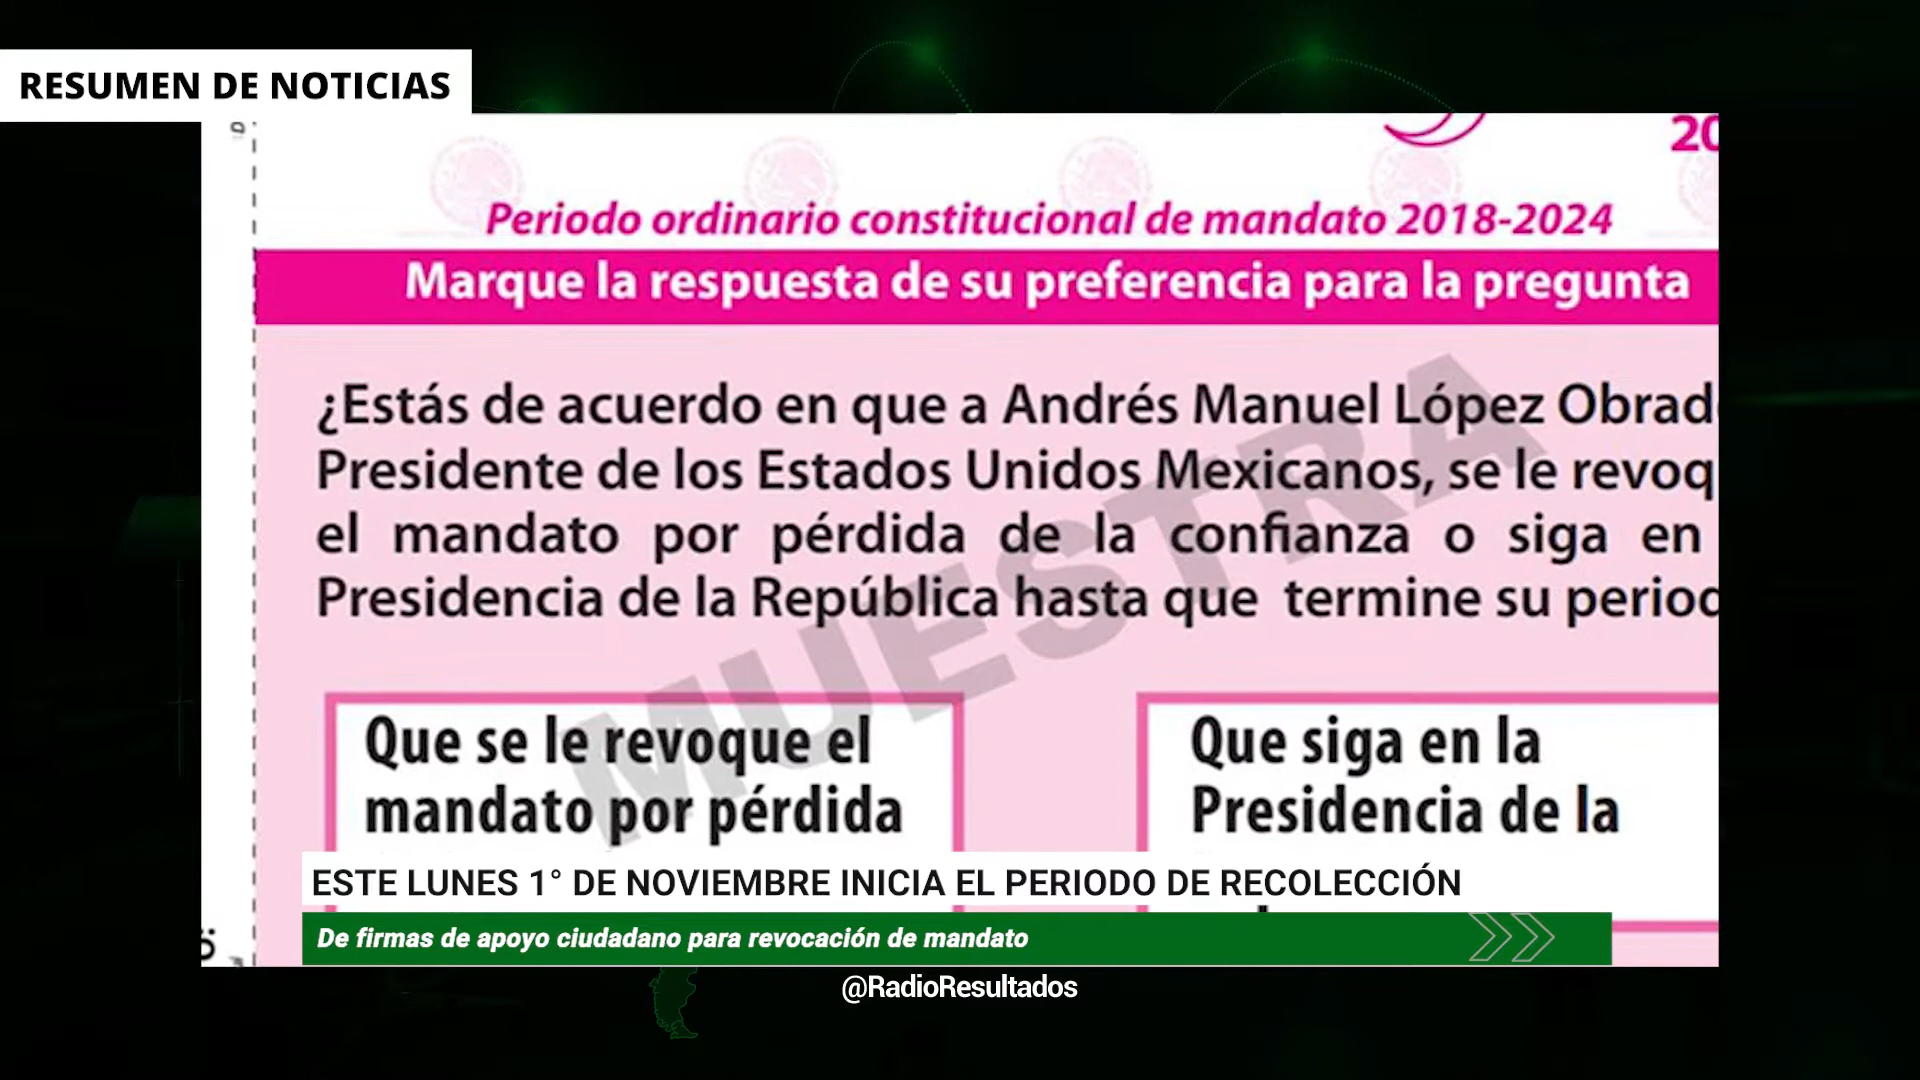 RESUMEN DE NOTICIAS
20
Periodo ordinario constitucional de mandato 2018-2024
Marque la respuesta de su preferencia para la pregunta
¿Estás de acuerdo en que a Andrés Manuel López Obrad
Presidente de los Estados Unidos Mexicanos, se le revoq
el mandato por pérdida de la confianza o siga en
Presidencia de la República hasta que termine su period
MUESTRA
Que se le revoque el
mandato por pérdida
Que siga en la
Presidencia de la
ESTE LUNES 1° DE NOVIEMBRE INICIA EL PERIODO DE RECOLECCIÓN
De firmas de apoyo ciudadano para revocación de mandato
@RadioResultados